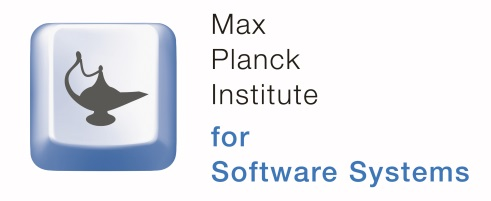 Max
Planck
Institute
for
Software Systems